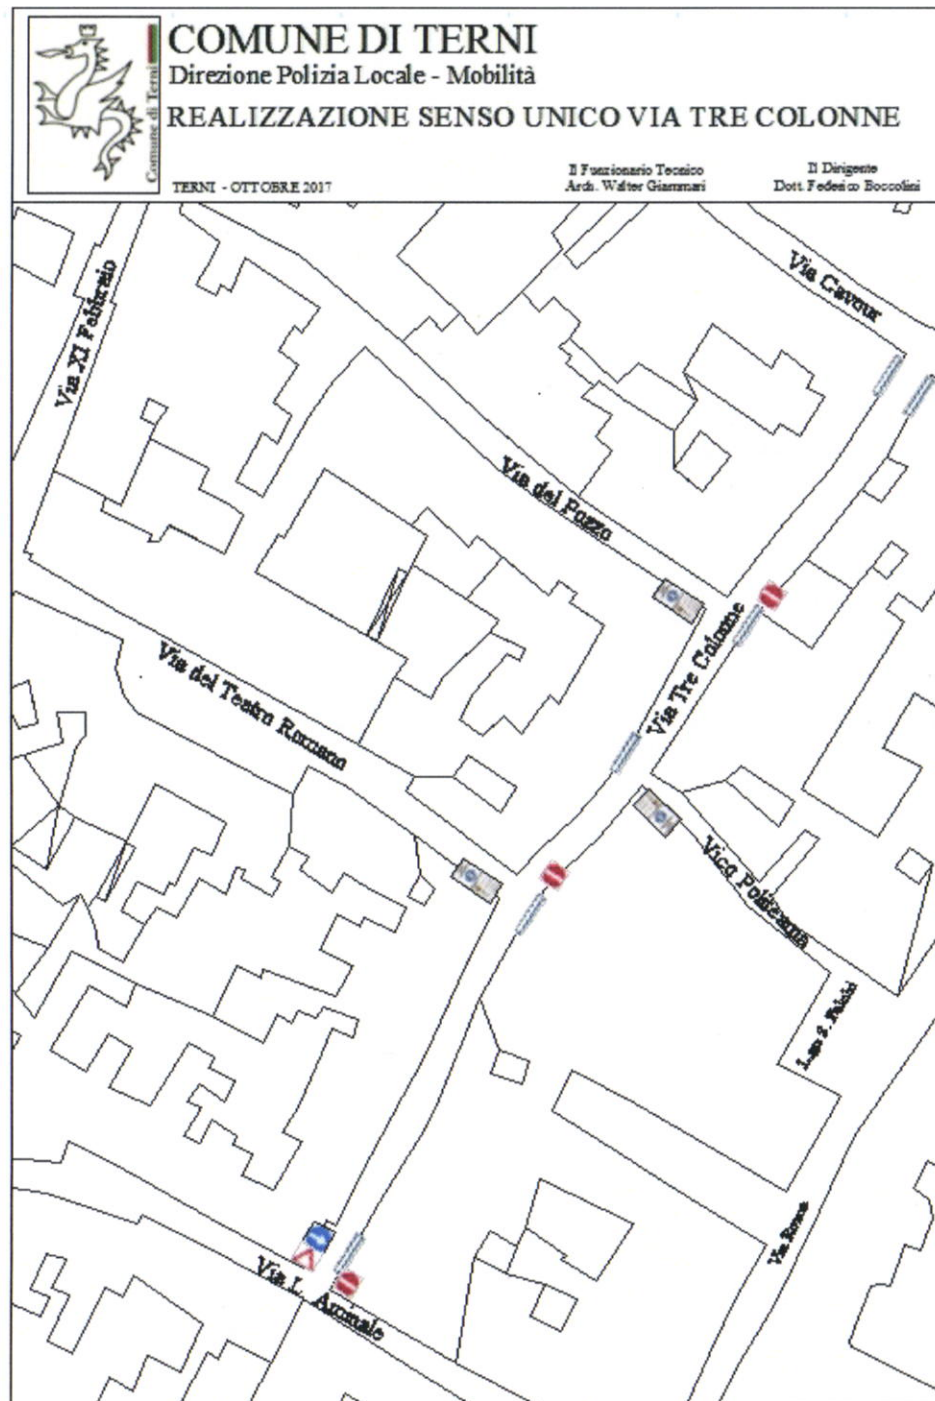 COMUNE DI TERNI
Direzione Polizia Locale - Mobilità
REALIZZAZIONE SENSO UNICO VIA TRE COLONNE
Comune di Terni
TERNI - OTTOBRE 2017
Il Funzionario Tecnico
Arch. Walter Giammari
Il Dirigente
Dott. Federico Boccolini
Via Cavour
Via XI Febbraio
Via del Pozzo
Via Tre Colonne
Via del Teatro Romano
Vico Politeama
Via Roma
Via L. Aminale